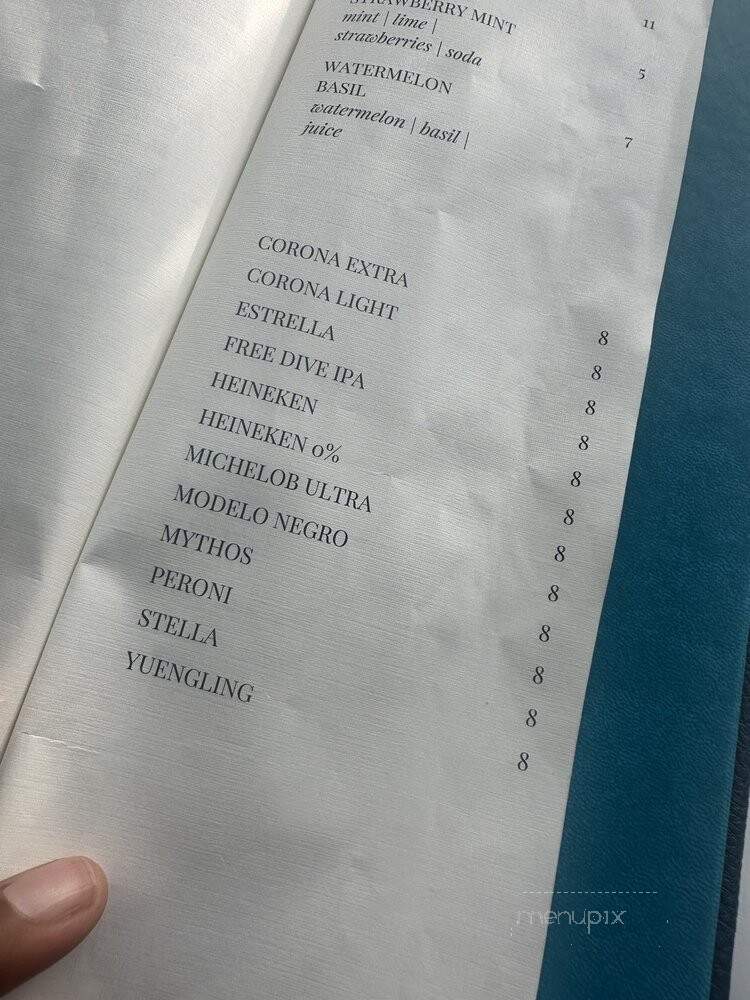 11
STRAWBERRY MINT 5
mint | lime |
strawberries | soda
WATERMELON 7
BASIL
watermelon | basil |
juice
CORONA EXTRA 8
CORONA LIGHT 8
ESTRELLA 8
FREE DIVE IPA 8
HEINEKEN 8
HEINEKEN 0% 8
MICHELOB ULTRA 8
MODELO NEGRO 8
MYTHOS 8
PERONI 8
STELLA 8
YUENGLING 8
menupix